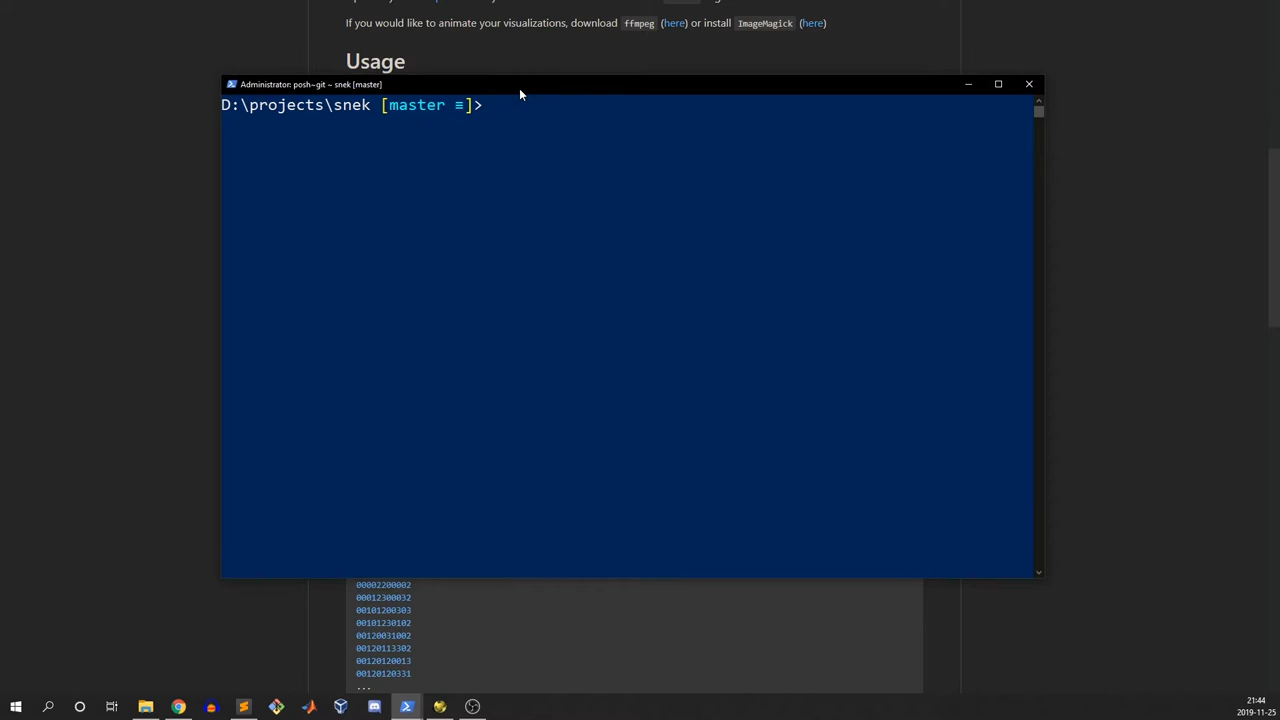 If you would like to animate your visualizations, download ffmpeg (here) or install ImageMagick (here)
Usage
Administrator: posh~git ~ snek [master]
D:\projects\snek [master ≡]>
00002200002
00012300032
00101200303
00101230102
00120031002
00120113302
00120120013
00120120331
...
21:44
2019-11-25